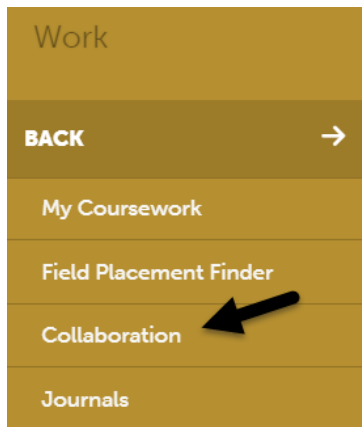 Work
BACK
My Coursework
Field Placement Finder
Collaboration
Journals